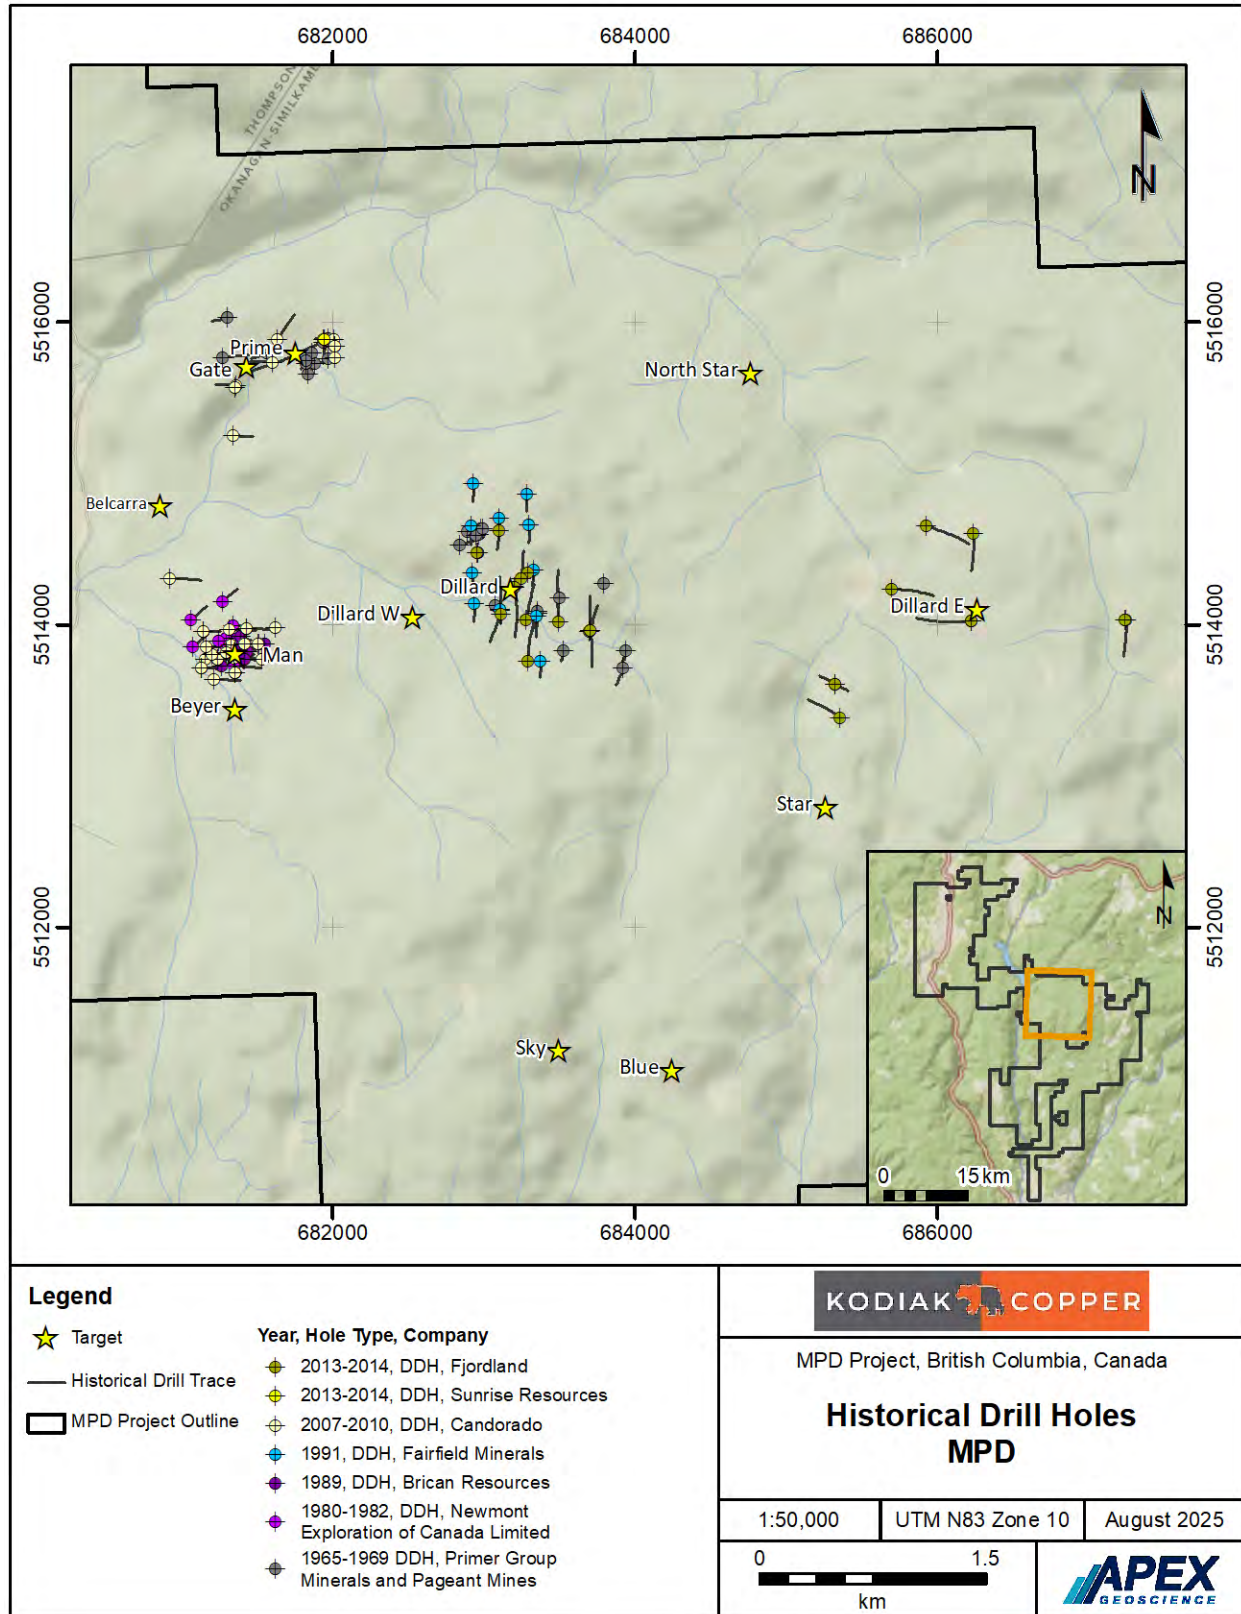 682000
684000
686000
THOMPSON
OKANAGAN-SIMILKAM
N
5516000
5516000
Prime
Gate
North Star
Belcarra
Dillard
Dillard W
Dillard E
5514000
5514000
Man
Beyer
Star
N
5512000
5512000
Sky
Blue
0 15 km
682000
684000
686000
Legend
Target
Historical Drill Trace
MPD Project Outline
Year, Hole Type, Company
2013-2014, DDH, Fjordland
2013-2014, DDH, Sunrise Resources
2007-2010, DDH, Candorado
1991, DDH, Fairfield Minerals
1989, DDH, Brican Resources
1980-1982, DDH, Newmont
Exploration of Canada Limited
1965-1969 DDH, Primer Group
Minerals and Pageant Mines
KODIAK COPPER
MPD Project, British Columbia, Canada
Historical Drill Holes
MPD
1:50,000
UTM N83 Zone 10
August 2025
0 1.5
km
APEX
GEOSCIENCE